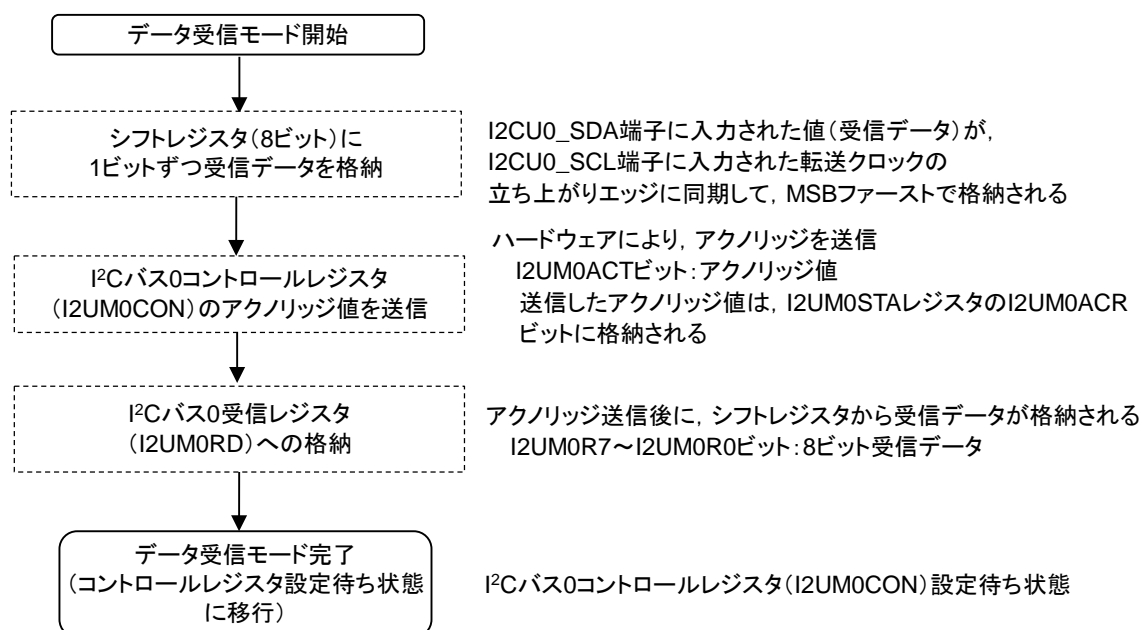 データ受信モード開始
シフトレジスタ(8ビット)に
1ビットずつ受信データを格納
I2CU0_SDA端子に入力された値(受信データ)が,
I2CU0_SCL端子に入力された転送クロックの
立ち上がりエッジに同期して, MSBファーストで格納される
I²Cバス0コントロールレジスタ
(I2UM0CON)のアクノリッジ値を送信
ハードウェアにより, アクノリッジを送信
I2UM0ACTビット:アクノリッジ値
送信したアクノリッジ値は, I2UM0STAレジスタのI2UM0ACR
ビットに格納される
I²Cバス0受信レジスタ
(I2UM0RD)への格納
アクノリッジ送信後に, シフトレジスタから受信データが格納される
I2UM0R7~I2UM0R0ビット:8ビット受信データ
データ受信モード完了
(コントロールレジスタ設定待ち状態
に移行)
I²Cバス0コントロールレジスタ(I2UM0CON)設定待ち状態